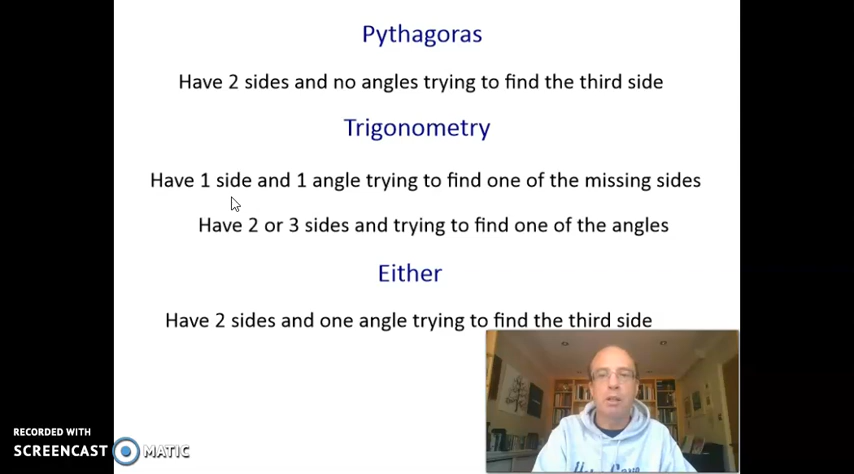 Pythagoras
Have 2 sides and no angles trying to find the third side
Trigonometry
Have 1 side and 1 angle trying to find one of the missing sides
Have 2 or 3 sides and trying to find one of the angles
Either
Have 2 sides and one angle trying to find the third side
RECORDED WITH
SCREENCAST MATIC